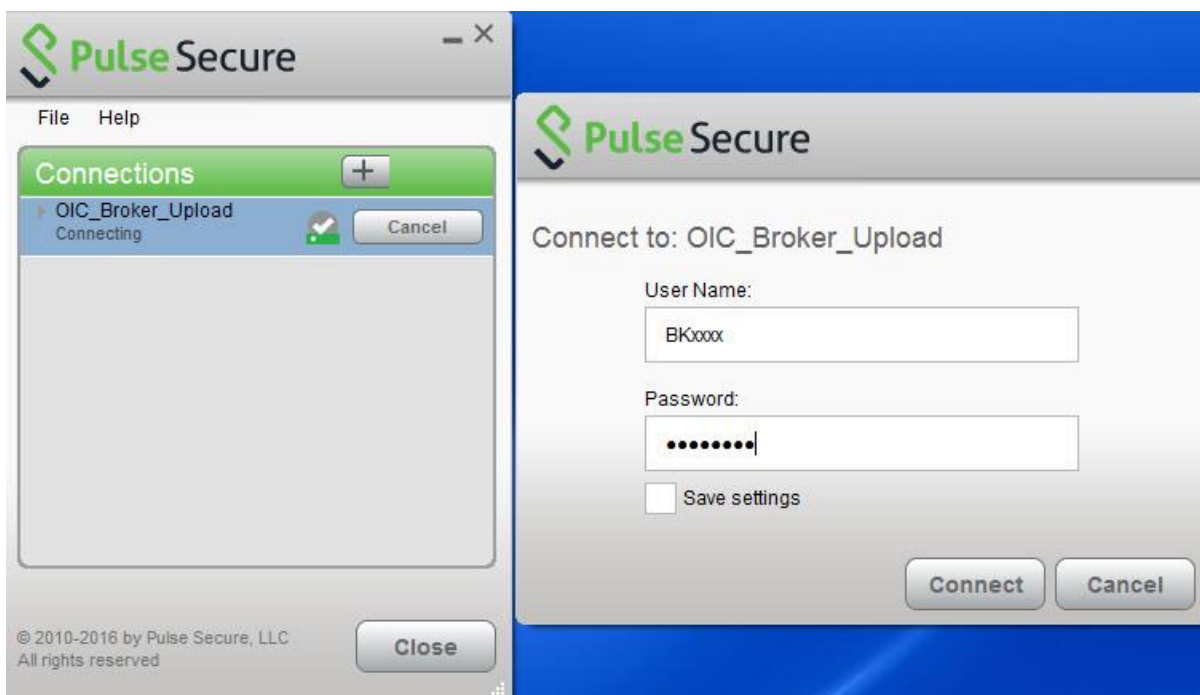 Pulse Secure
File Help
Connections
OIC_Broker_Upload
Connecting
Cancel
© 2010-2016 by Pulse Secure, LLC
All rights reserved
Close
Pulse Secure
Connect to: OIC_Broker_Upload
User Name:
BKxxxx
Password:
••••••••
Save settings
Connect Cancel